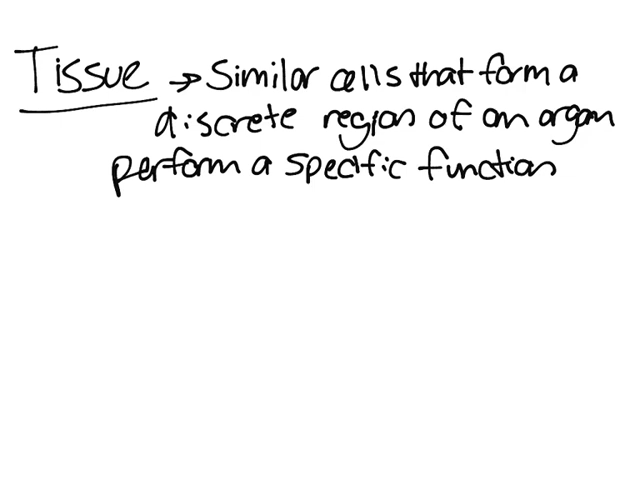 Tissue → Similar cells that form a
discrete region of an organ
perform a specific function